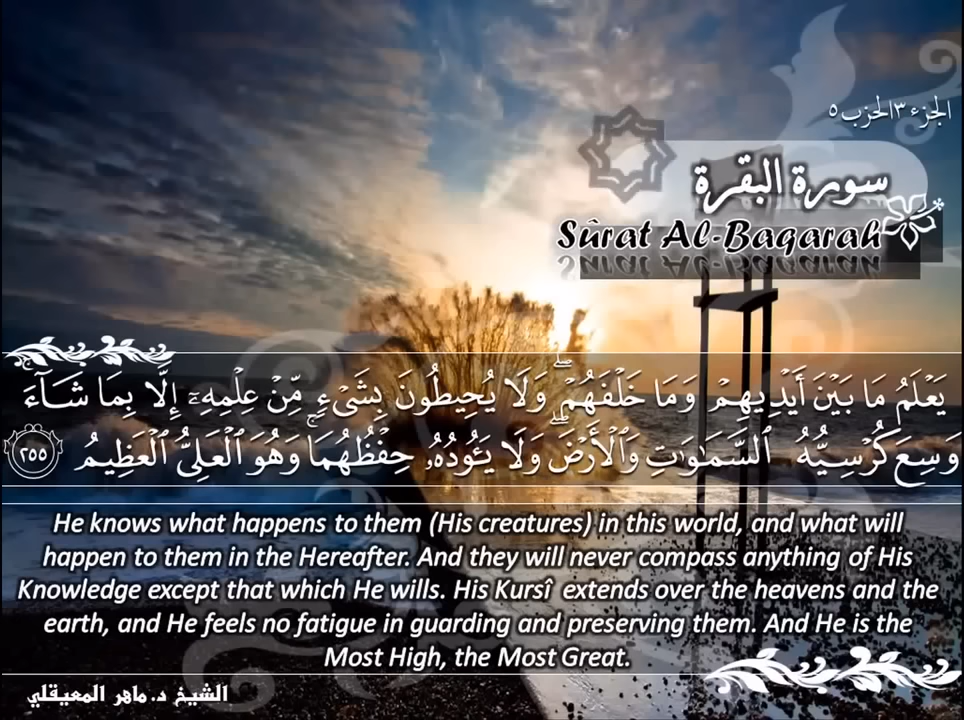 الجزء ٣ الحزب ٥
سورة البقرة
Sûrat Al-Baqarah
يَعْلَمُ مَا بَيْنَ أَيْدِيهِمْ وَمَا خَلْفَهُمْ ۖ وَلَا يُحِيطُونَ بِشَىْءٍ مِّنْ عِلْمِهِۦٓ إِلَّا بِمَا شَآءَ ۚ
وَسِعَ كُرْسِيُّهُ ٱلسَّمَـٰوَٰتِ وَٱلْأَرْضَ ۖ وَلَا يَـُٔودُهُۥ حِفْظُهُمَا ۚ وَهُوَ ٱلْعَلِىُّ ٱلْعَظِيمُ ٢٥٥
He knows what happens to them (His creatures) in this world, and what will
happen to them in the Hereafter. And they will never compass anything of His
Knowledge except that which He wills. His Kursî extends over the heavens and the
earth, and He feels no fatigue in guarding and preserving them. And He is the
Most High, the Most Great.
الشيخ د. ماهر المعيقلي